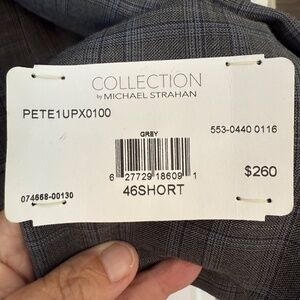 COLLECTION
by MICHAEL STRAHAN
PETE1UPX0100
GREY
553-0440 0116
6 27729 18609 1
074668-00130
46SHORT
$260